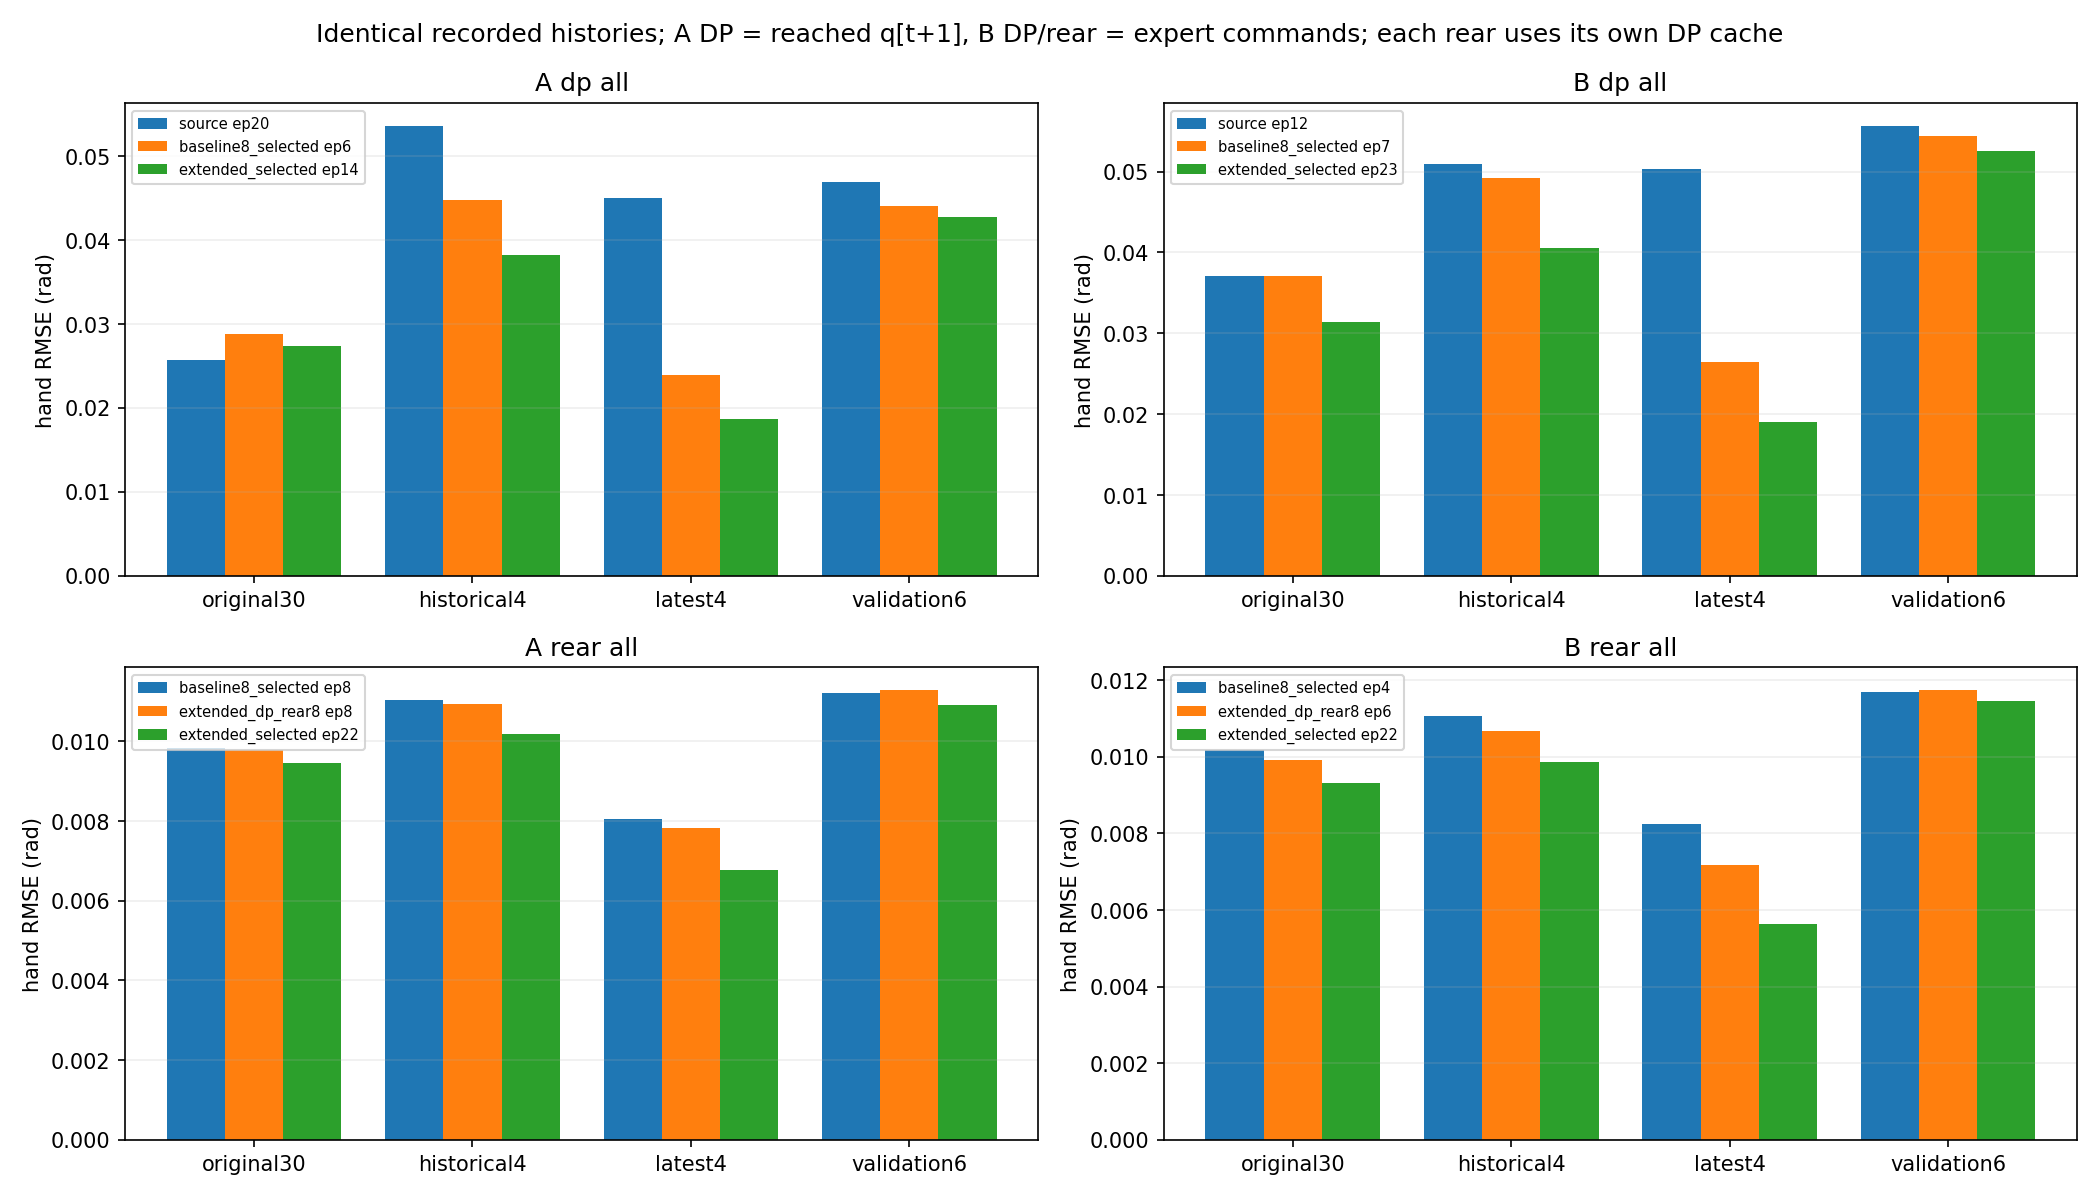 Identical recorded histories; A DP = reached q[t+1], B DP/rear = expert commands; each rear uses its own DP cache
A dp all
hand RMSE (rad)
0.05
0.04
0.03
0.02
0.01
0.00
source ep20
baseline8_selected ep6
extended_selected ep14
original30 historical4 latest4 validation6
B dp all
hand RMSE (rad)
0.05
0.04
0.03
0.02
0.01
0.00
source ep12
baseline8_selected ep7
extended_selected ep23
original30 historical4 latest4 validation6
A rear all
hand RMSE (rad)
0.010
0.008
0.006
0.004
0.002
0.000
baseline8_selected ep8
extended_dp_rear8 ep8
extended_selected ep22
original30 historical4 latest4 validation6
B rear all
hand RMSE (rad)
0.012
0.010
0.008
0.006
0.004
0.002
0.000
baseline8_selected ep4
extended_dp_rear8 ep6
extended_selected ep22
original30 historical4 latest4 validation6